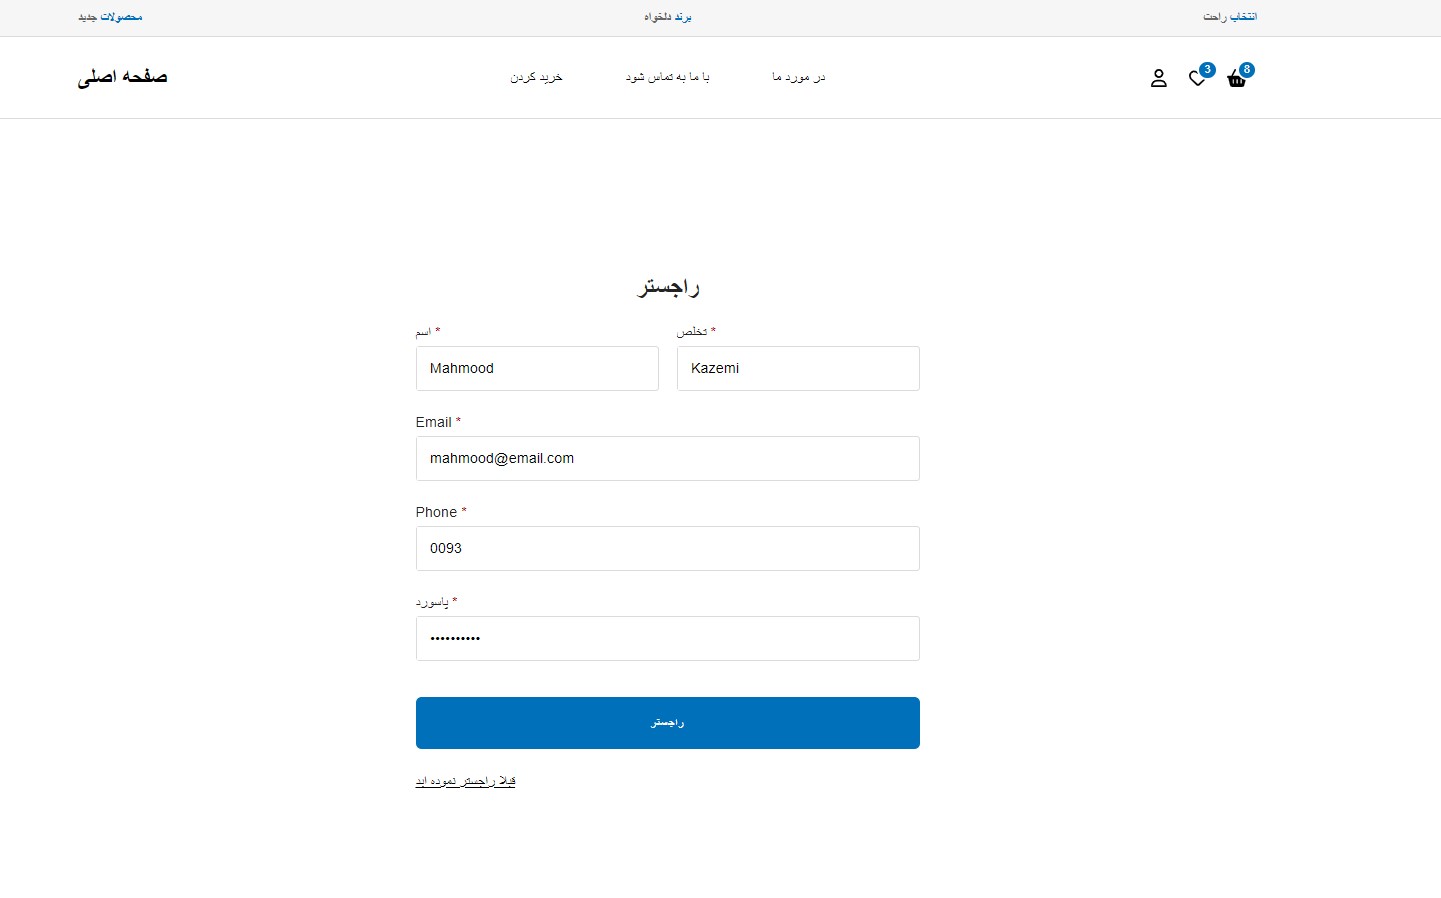 انتخاب راحت
برند دلخواه
محصولات جدید
3
8
در مورد ما
با ما به تماس شود
خرید کردن
صفحه اصلی
راجستر
اسم *
تخلص *
Mahmood
Kazemi
Email *
mahmood@email.com
Phone *
0093
پاسورد *
••••••••••
راجستر
قبلا راجستر نموده اید